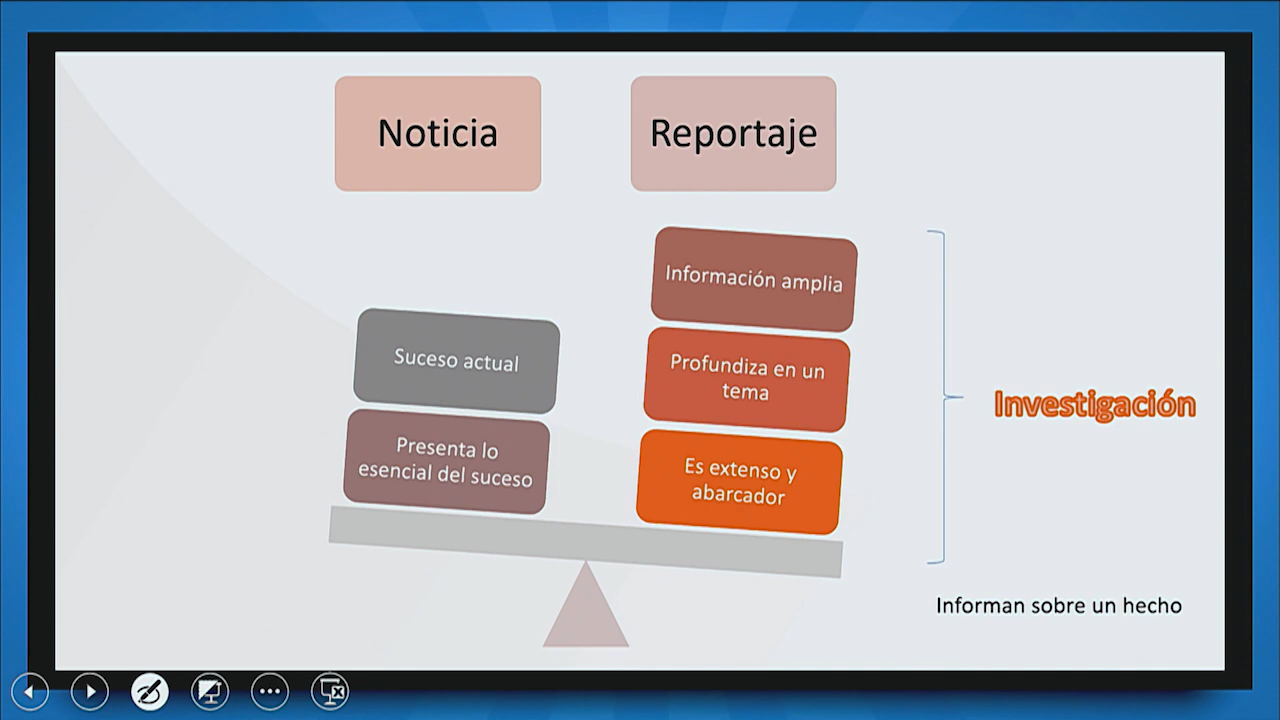 Noticia
Reportaje
Suceso actual
Presenta lo
esencial del suceso
Información amplia
Profundiza en un
tema
Es extenso y
abarcador
Investigación
Informan sobre un hecho